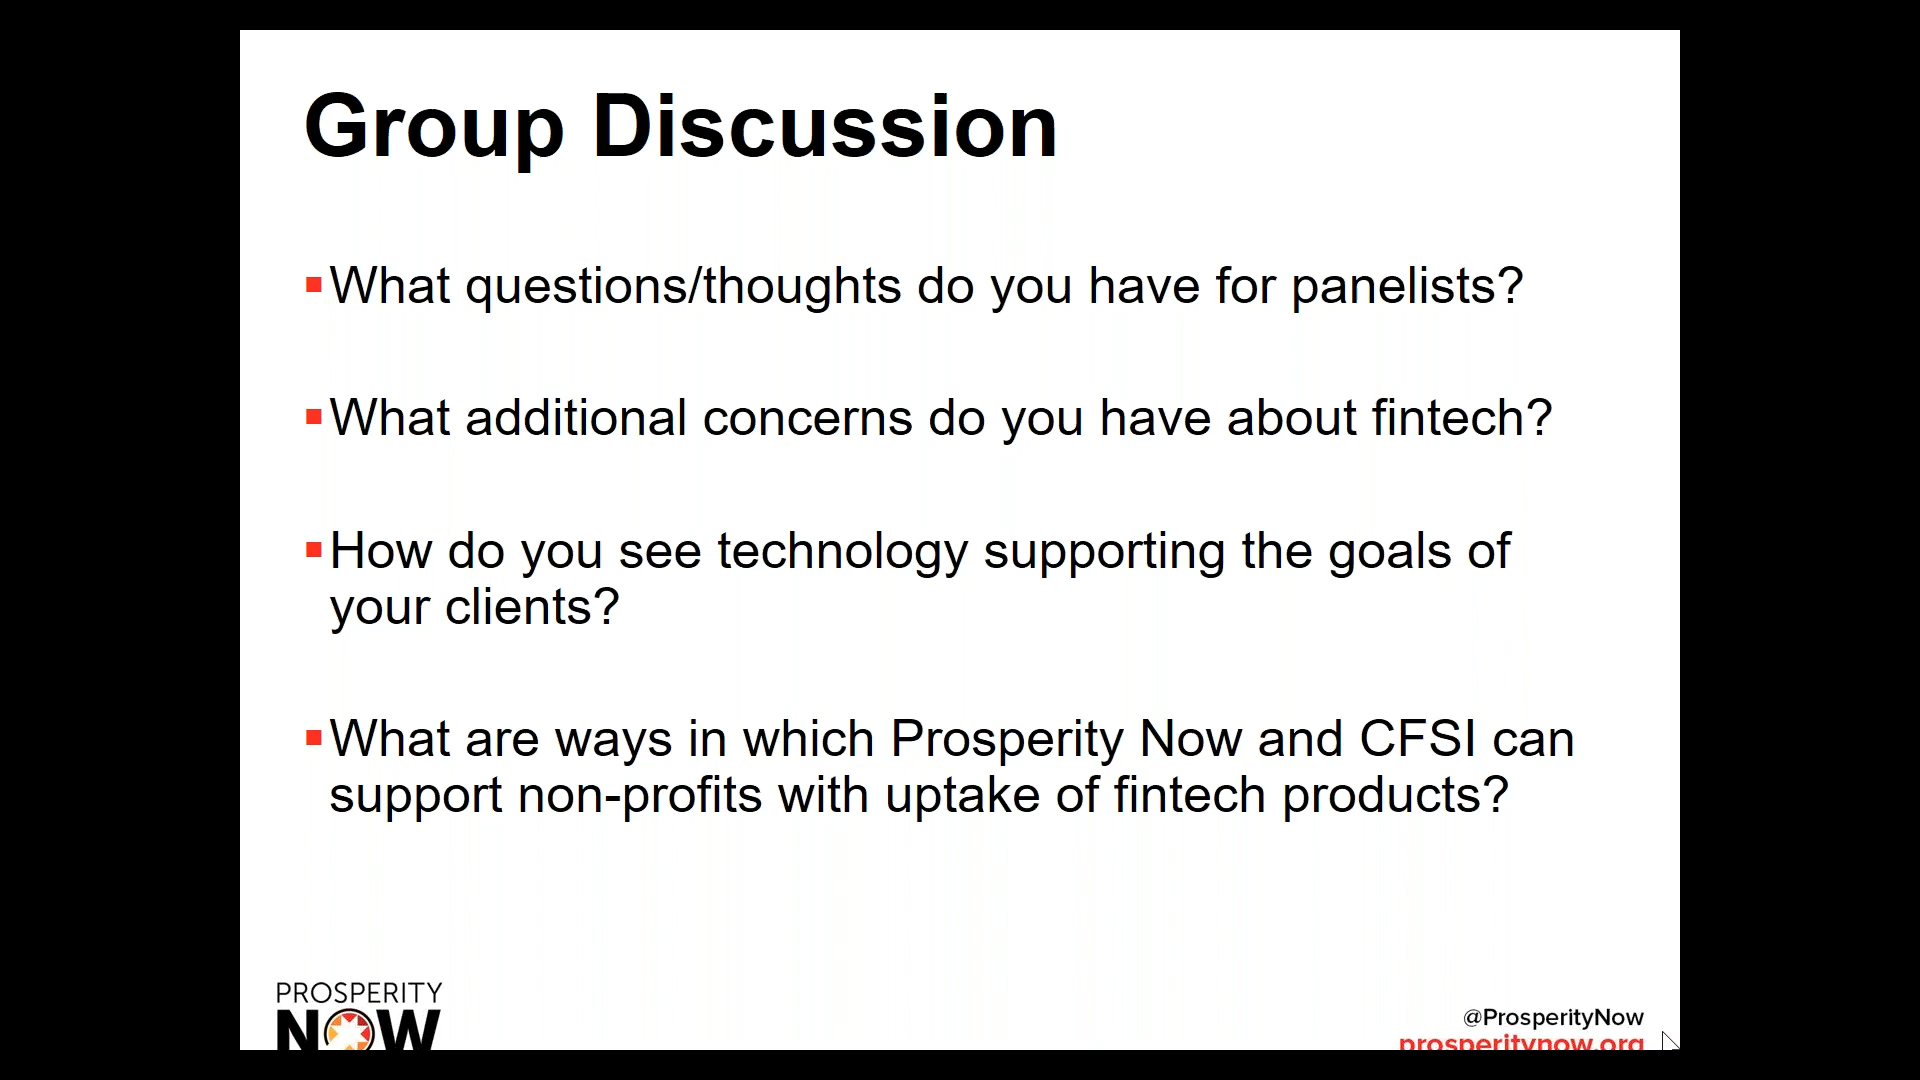 Group Discussion
What questions/thoughts do you have for panelists?
What additional concerns do you have about fintech?
How do you see technology supporting the goals of
your clients?
What are ways in which Prosperity Now and CFSI can
support non-profits with uptake of fintech products?
PROSPERITY
NOW
@ProsperityNow
prosperitynow.org